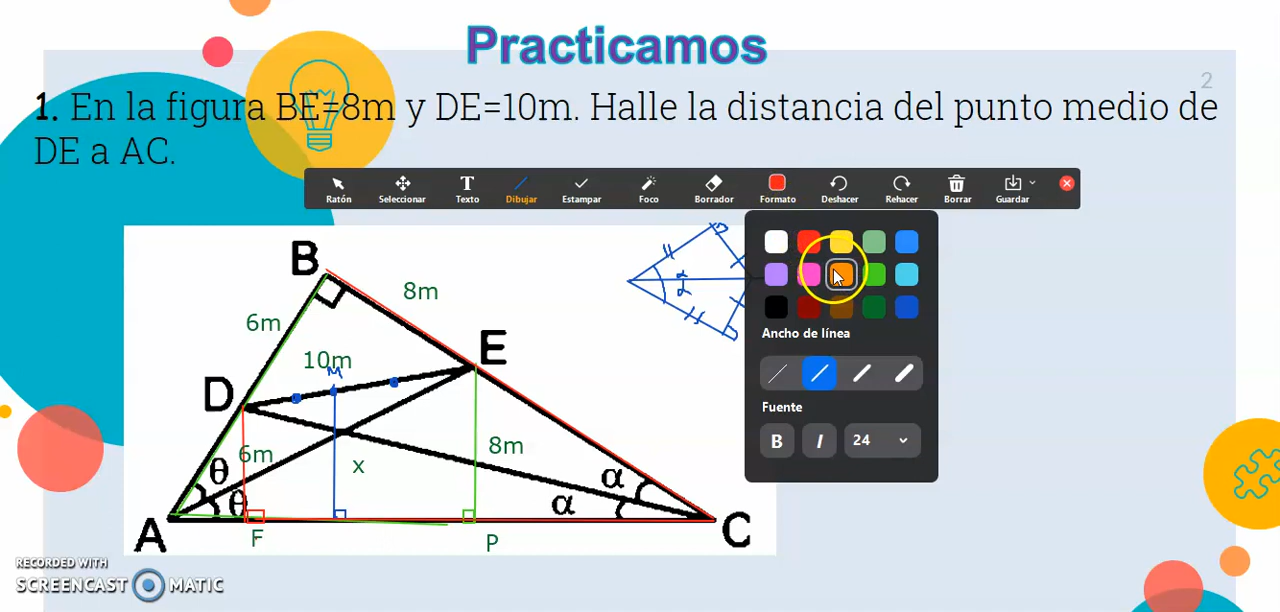 Practicamos
2
1. En la figura BE=8m y DE=10m. Halle la distancia del punto medio de
DE a AC.
Ratón
Seleccionar
Texto
Dibujar
Estampar
Foco
Borrador
Formato
Deshacer
Rehacer
Borrar
Guardar
Ancho de línea
Fuente
B
I
24
B
8m
6m
10m
M
E
D
6m
8m
x
θ
θ
α
α
A
F
P
C
α
α
RECORDED WITH
SCREENCAST MATIC